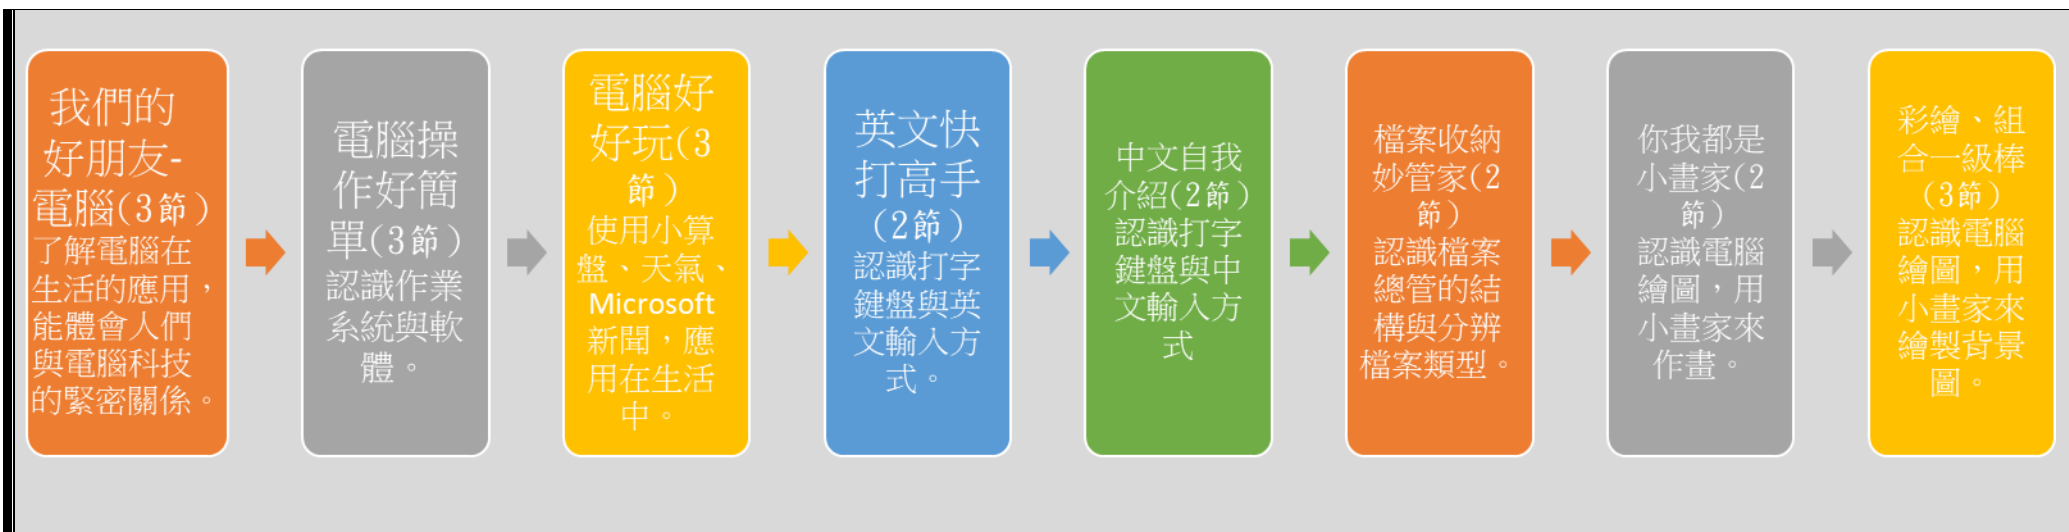 我們的
好朋友-
電腦(3節)
了解電腦在
生活的應用，
能體會人們
與電腦科技
的緊密關係。
電腦操
作好簡
單(3節)
認識作業
系統與軟
體。
電腦好
好玩(3
節)
使用小算
盤、天氣、
Microsoft
新聞，應
用在生活
中。
英文快
打高手
(2節)
認識打字
鍵盤與英
文輸入方
式。
中文自我
介紹(2節)
認識打字
鍵盤與中
文輸入方
式
檔案收納
妙管家(2
節)
認識檔案
總管的結
構與分辨
檔案類型。
你我都是
小畫家(2
節)
認識電腦
繪圖，用
小畫家來
作畫。
彩繪、組
合一級棒
(3節)
認識電腦
繪圖，用
小畫家來
繪製背景
圖。